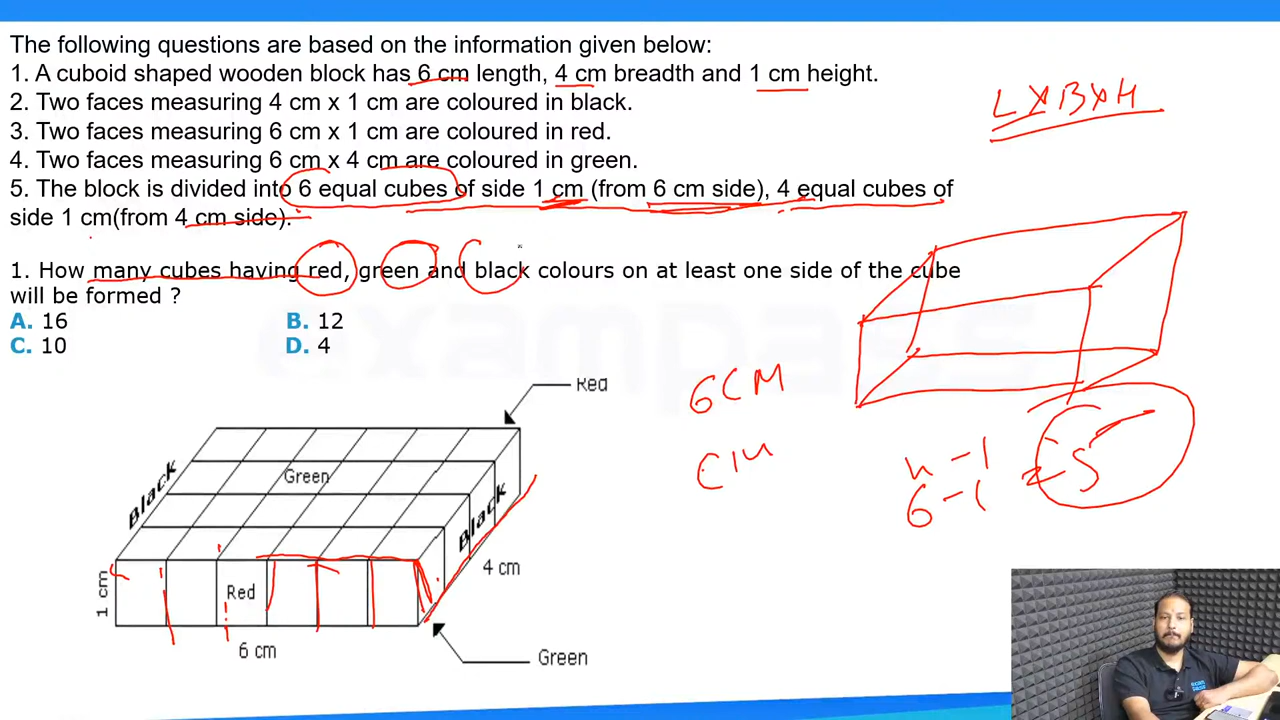 The following questions are based on the information given below:
1. A cuboid shaped wooden block has 6 cm length, 4 cm breadth and 1 cm height.
2. Two faces measuring 4 cm x 1 cm are coloured in black.
3. Two faces measuring 6 cm x 1 cm are coloured in red.
4. Two faces measuring 6 cm x 4 cm are coloured in green.
5. The block is divided into 6 equal cubes of side 1 cm (from 6 cm side), 4 equal cubes of
side 1 cm(from 4 cm side).
L X B X H
1. How many cubes having red, green and black colours on at least one side of the cube
will be formed ?
A. 16 B. 12
C. 10 D. 4
exampass
Red
Green
Black
Black
Red
1 cm
4 cm
6 cm
Green
6 CM
n - 1
6 - 1 = 5